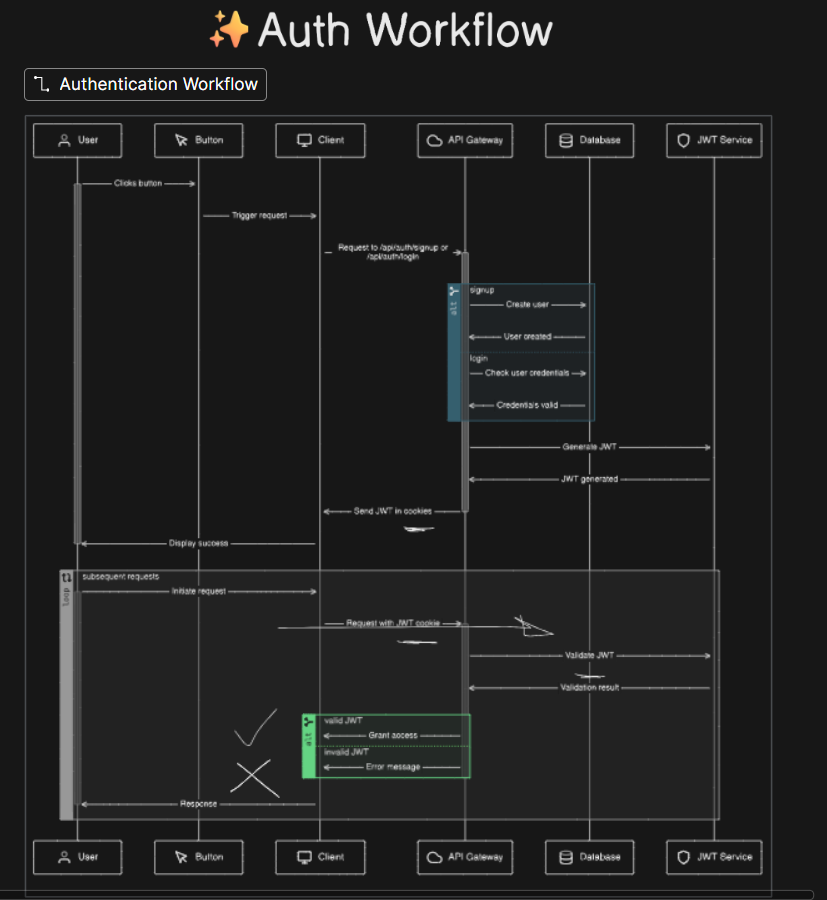 ✨Auth Workflow
Authentication Workflow
User
Button
Client
API Gateway
Database
JWT Service
Clicks button
Trigger request
Request to /api/auth/signup or
/api/auth/login
alt
signup
Create user
User created
login
Check user credentials
Credentials valid
Generate JWT
JWT generated
Send JWT in cookies
Display success
loop
subsequent requests
Initiate request
Request with JWT cookie
Validate JWT
Validation result
alt
valid JWT
Grant access
invalid JWT
Error message
Response
User
Button
Client
API Gateway
Database
JWT Service